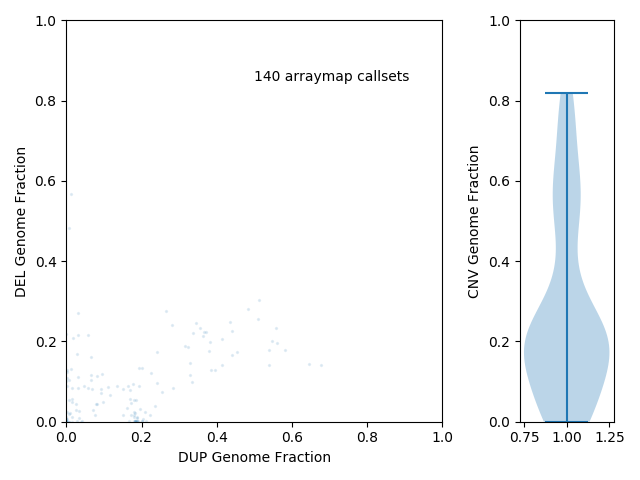 140 arraymap callsets
DEL Genome Fraction
1.0
0.8
0.6
0.4
0.2
0.0
0.0 0.2 0.4 0.6 0.8 1.0
DUP Genome Fraction
CNV Genome Fraction
1.0
0.8
0.6
0.4
0.2
0.0
0.75 1.00 1.25